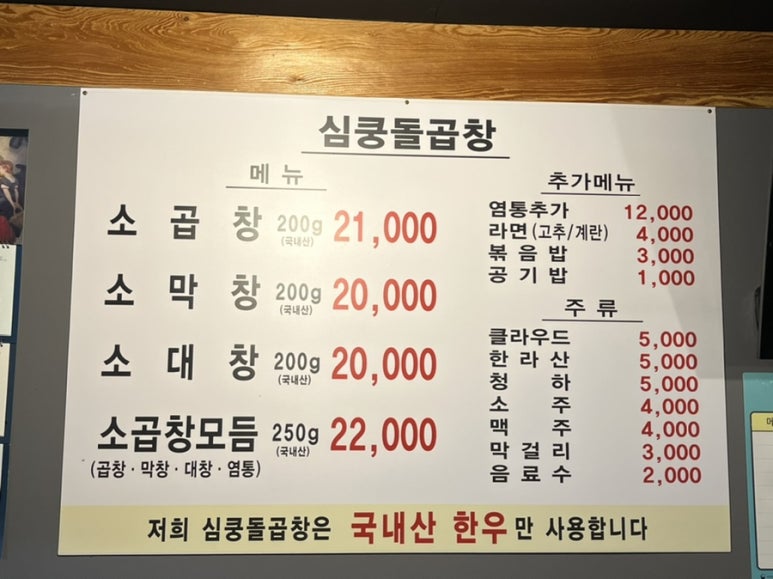 심쿵돌곱창
메뉴
소곱창 200g (국내산) 21,000
소막창 200g (국내산) 20,000
소대창 200g (국내산) 20,000
소곱창모듬 250g (국내산) 22,000
(곱창·막창·대창·염통)
추가메뉴
염통추가 12,000
라면(고추/계란) 4,000
볶음밥 3,000
공기밥 1,000
주류
클라우드 5,000
한라산 5,000
청하 5,000
소주 4,000
맥주 4,000
막걸리 3,000
음료수 2,000
저희 심쿵돌곱창은 국내산 한우만 사용합니다